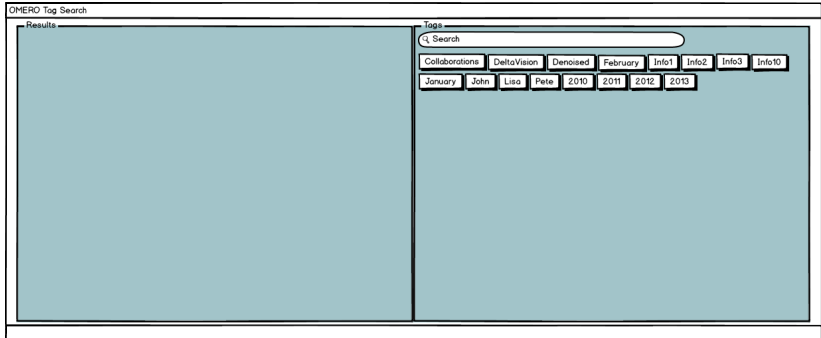 OMERO Tag Search
Results
Tags
Search
Collaborations DeltaVision Denoised February Info1 Info2 Info3 Info10
January John Lisa Pete 2010 2011 2012 2013